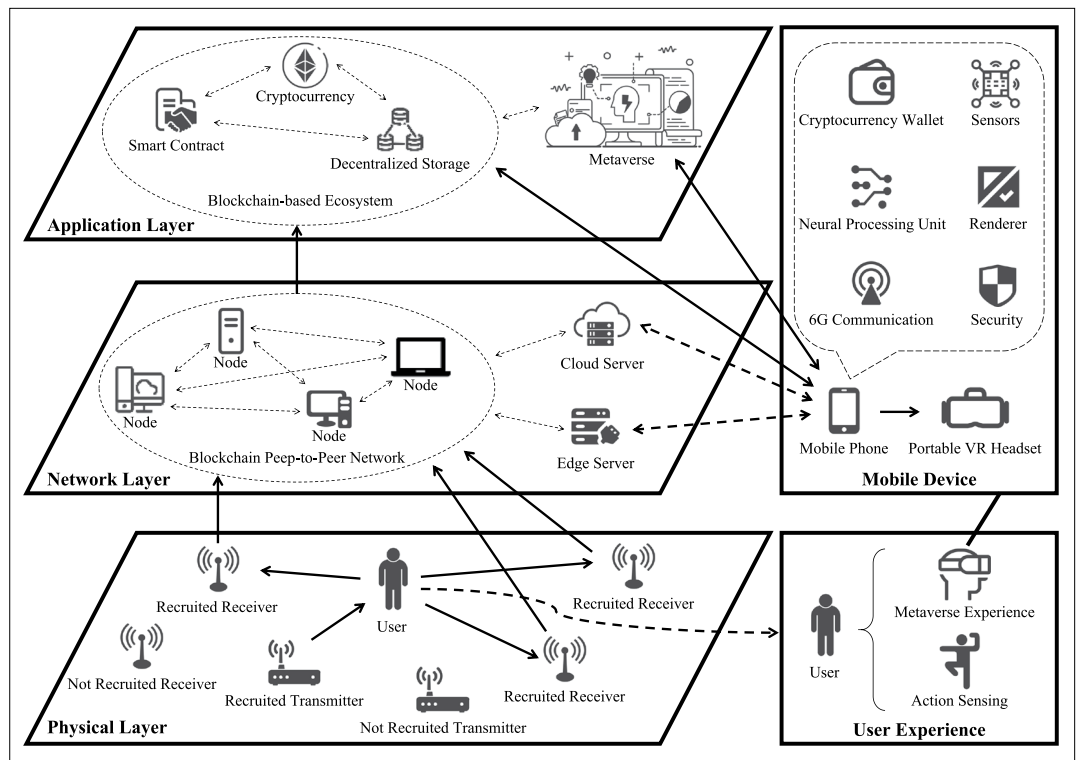 Cryptocurrency
Smart Contract
Decentralized Storage
Blockchain-based Ecosystem
Metaverse
Application Layer
Node
Node
Node
Node
Blockchain Peep-to-Peer Network
Cloud Server
Edge Server
Network Layer
Recruited Receiver
User
Recruited Receiver
Not Recruited Receiver
Recruited Transmitter
Recruited Receiver
Not Recruited Transmitter
Physical Layer
Cryptocurrency Wallet
Sensors
Neural Processing Unit
Renderer
6G Communication
Security
Mobile Phone
Portable VR Headset
Mobile Device
Metaverse Experience
User
Action Sensing
User Experience